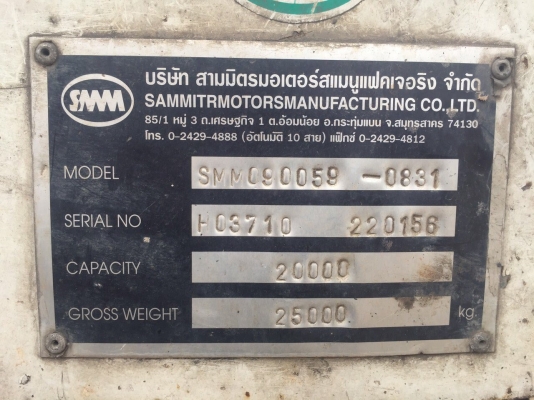 SMM
บริษัท สามมิตรมอเตอร์สแมนูแฟคเจอริง จำกัด
SAMMITRMOTORSMANUFACTURING CO.,LTD.
85/1 หมู่ 3 ถ.เศรษฐกิจ 1 ต.อ้อมน้อย อ.กระทุ่มแบน จ.สมุทรสาคร 74130
โทร. 0-2429-4888 (อัตโนมัติ 10 สาย) แฟ็กซ์ 0-2429-4812
MODEL SMM090059 -0831
SERIAL NO H03710 220156
CAPACITY 20000
GROSS WEIGHT 25000 kg.